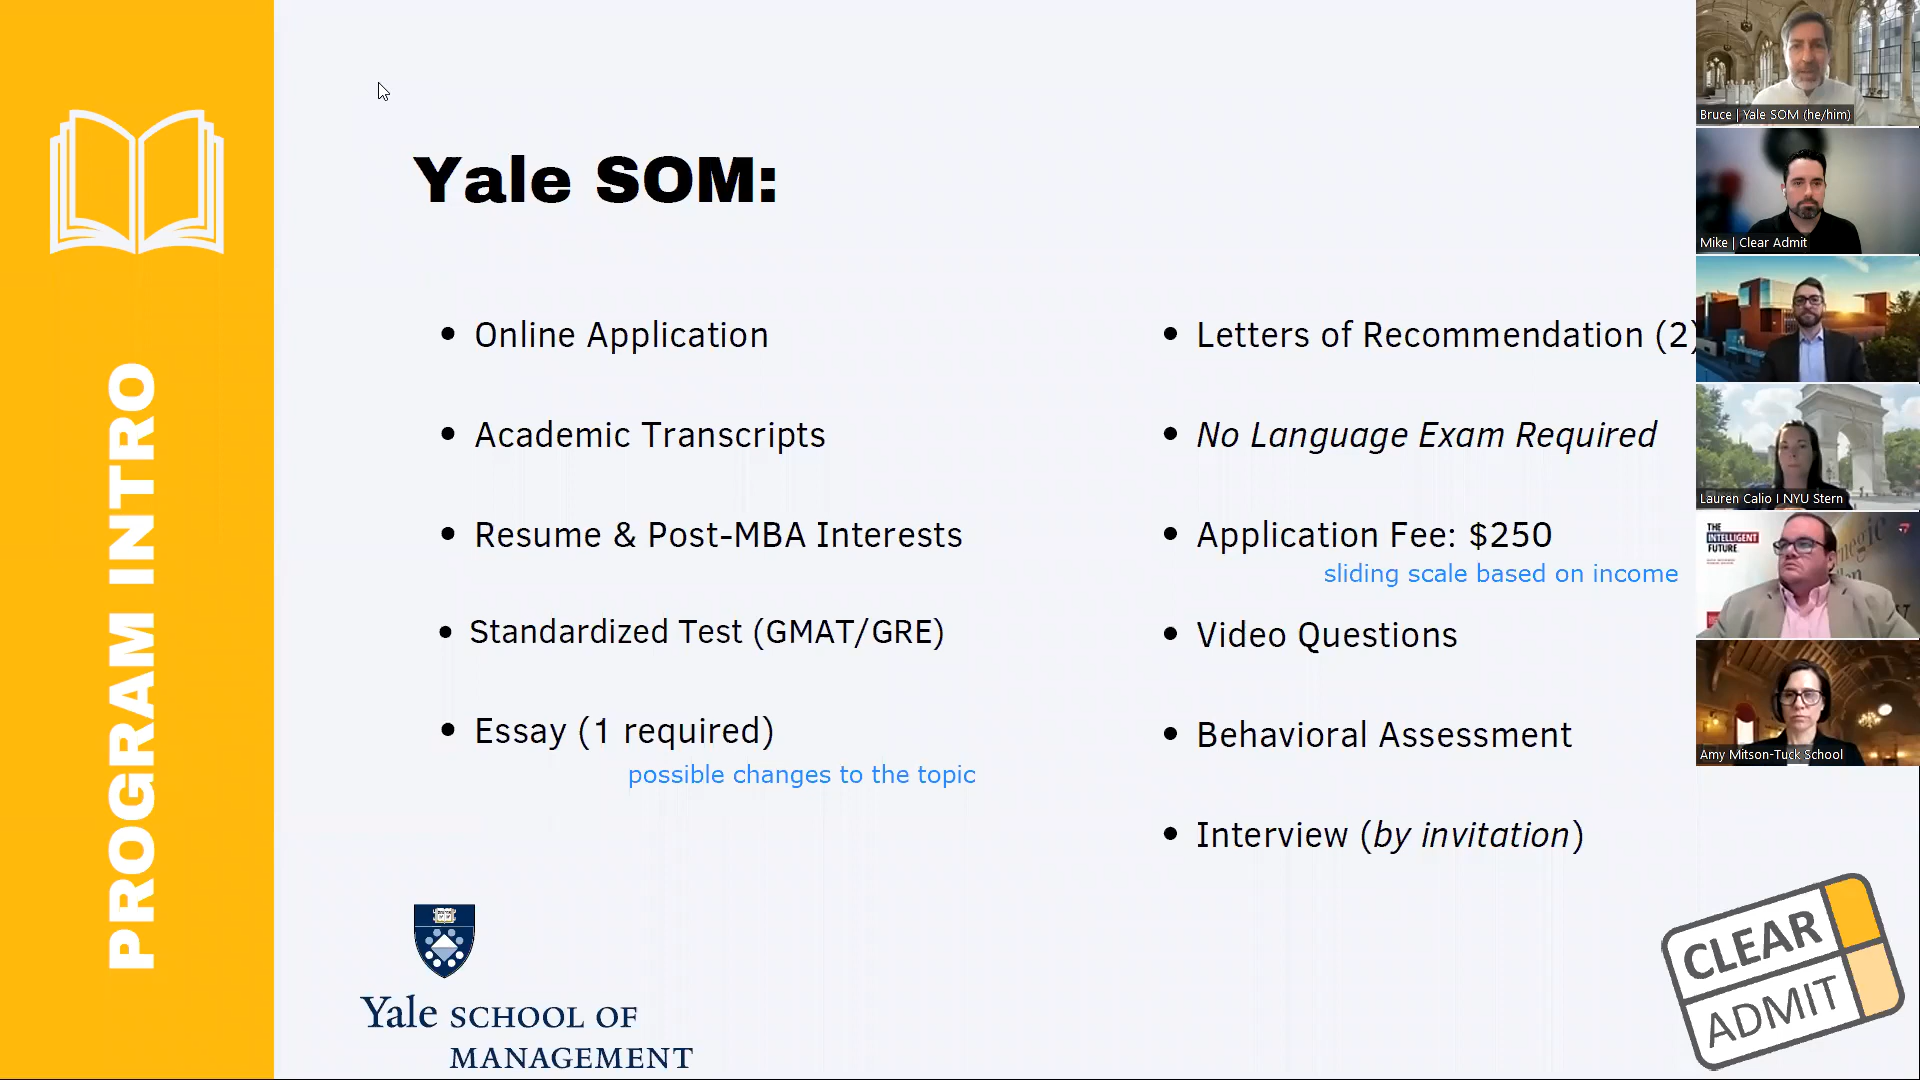 PROGRAM INTRO
Yale SOM:
Online Application
Academic Transcripts
Resume & Post-MBA Interests
Standardized Test (GMAT/GRE)
Essay (1 required)
possible changes to the topic
Letters of Recommendation (2)
No Language Exam Required
Application Fee: $250
sliding scale based on income
Video Questions
Behavioral Assessment
Interview (by invitation)
Yale SCHOOL OF
MANAGEMENT
CLEAR
ADMIT
Bruce | Yale SOM (he/him)
Mike | Clear Admit
Lauren Calio I NYU Stern
THE
INTELLIGENT
FUTURE
Amy Mitson-Tuck School